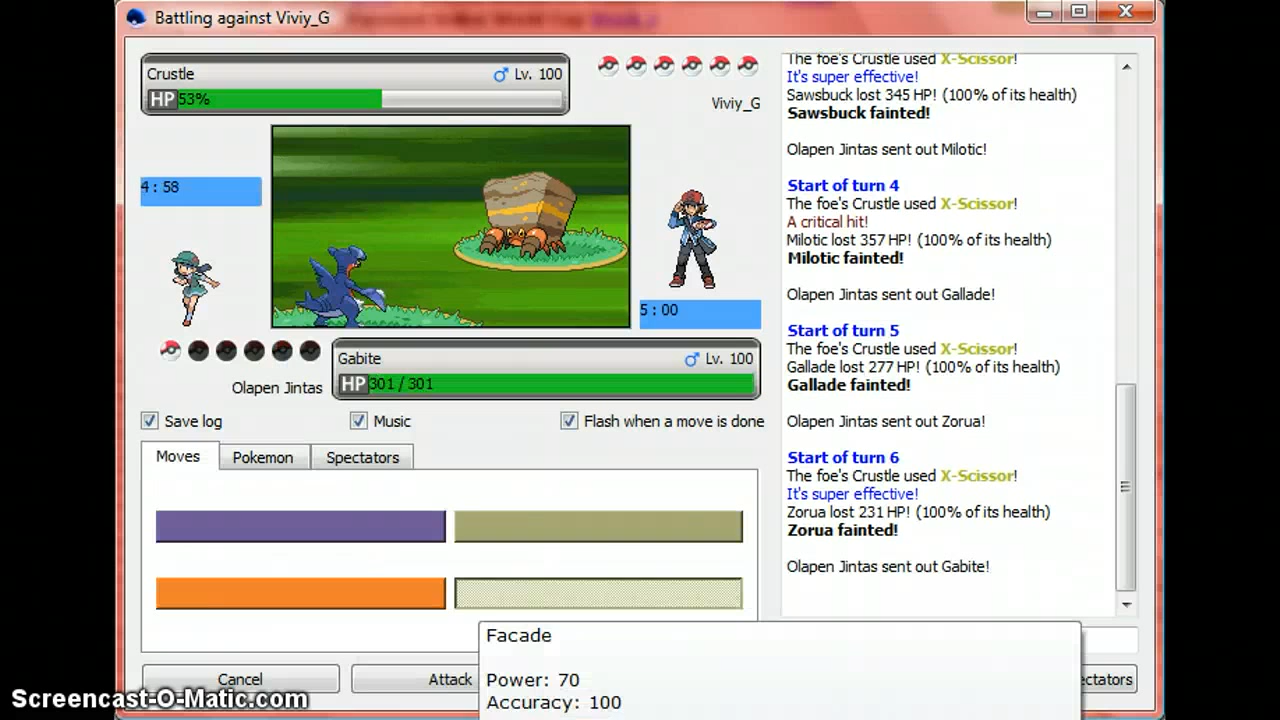 Battling against Viviy_G
Crustle
Lv. 100
HP 53%
Viviy_G
4 : 58
5 : 00
Gabite
Lv. 100
HP 301 / 301
Olapen Jintas
Save log
Music
Flash when a move is done
Moves
Pokemon
Spectators
Cancel
Attack
ectators
Facade
Power: 70
Accuracy: 100
The foe's Crustle used X-Scissor!
It's super effective!
Sawsbuck lost 345 HP! (100% of its health)
Sawsbuck fainted!
Olapen Jintas sent out Milotic!
Start of turn 4
The foe's Crustle used X-Scissor!
A critical hit!
Milotic lost 357 HP! (100% of its health)
Milotic fainted!
Olapen Jintas sent out Gallade!
Start of turn 5
The foe's Crustle used X-Scissor!
Gallade lost 277 HP! (100% of its health)
Gallade fainted!
Olapen Jintas sent out Zorua!
Start of turn 6
The foe's Crustle used X-Scissor!
It's super effective!
Zorua lost 231 HP! (100% of its health)
Zorua fainted!
Olapen Jintas sent out Gabite!
Screencast-O-Matic.com